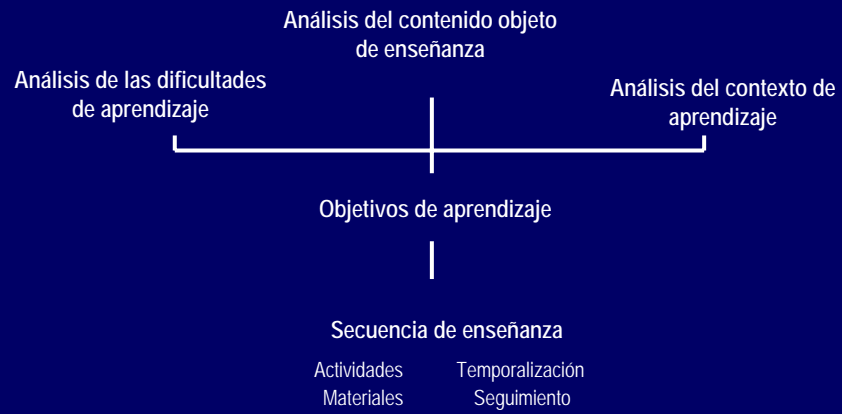 Análisis del contenido objeto
de enseñanza
Análisis de las dificultades
de aprendizaje
Análisis del contexto de
aprendizaje
Objetivos de aprendizaje
Secuencia de enseñanza
Actividades Temporalización
Materiales Seguimiento